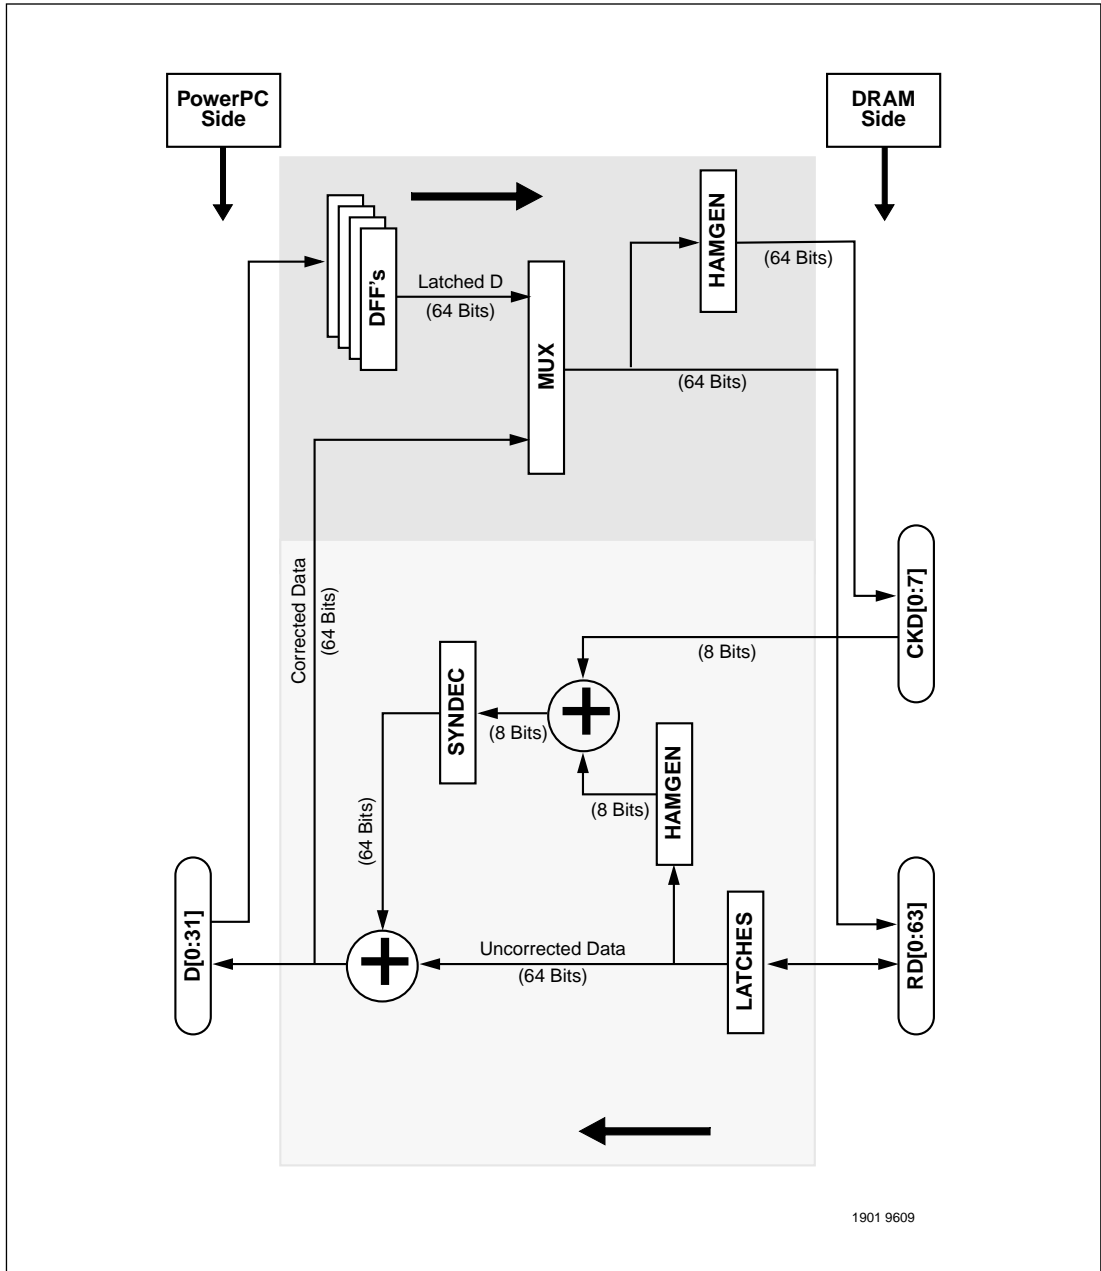 PowerPC
Side
DRAM
Side
HAMGEN
(64 Bits)
DFF's
Latched D
(64 Bits)
MUX
(64 Bits)
Corrected Data
(64 Bits)
CKD[0:7]
(8 Bits)
SYNDEC
(8 Bits)
HAMGEN
(8 Bits)
(64 Bits)
D[0:31]
Uncorrected Data
(64 Bits)
LATCHES
RD[0:63]
1901 9609